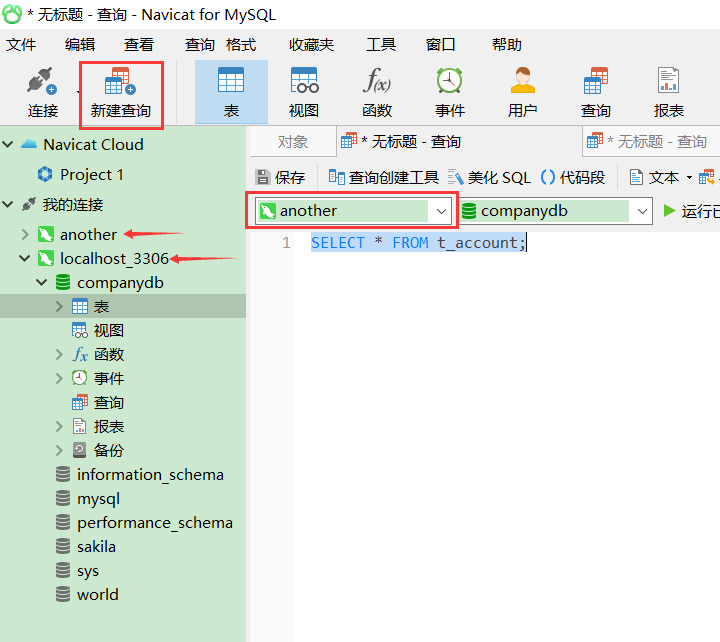 * 无标题 - 查询 - Navicat for MySQL
文件 编辑 查看 查询 格式 收藏夹 工具 窗口 帮助
连接 新建查询 表 视图 函数 事件 用户 查询 报表
Navicat Cloud
Project 1
我的连接
another
localhost_3306
companydb
表
视图
函数
事件
查询
报表
备份
information_schema
mysql
performance_schema
sakila
sys
world
对象 * 无标题 - 查询 * 无标题 - 查询
保存 查询创建工具 美化 SQL () 代码段 文本
another companydb 运行已
1 SELECT * FROM t_account;